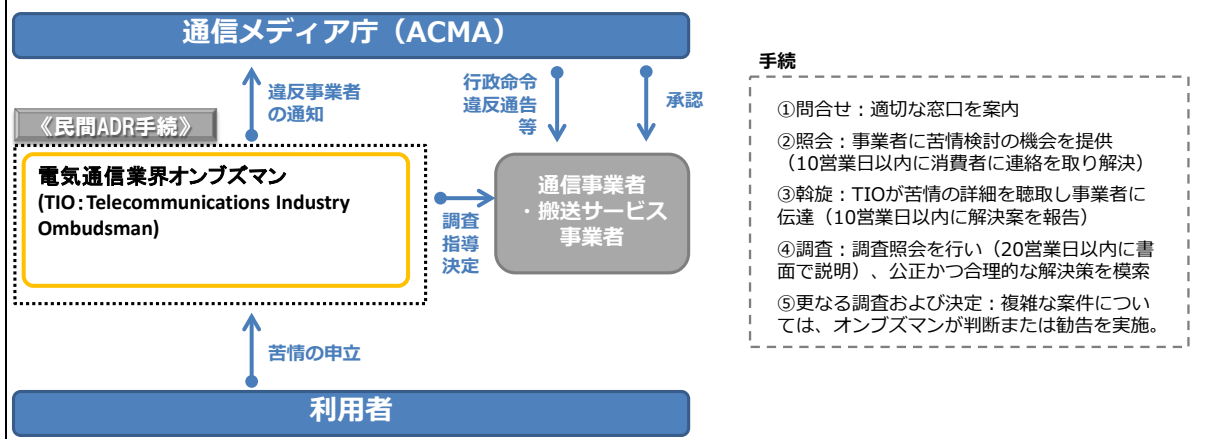 通信メディア庁（ACMA）
違反事業者
の通知
行政命令
違反通告
等
承認
《民間ADR手続》
電気通信業界オンブズマン
(TIO：Telecommunications Industry
Ombudsman)
調査
指導
決定
通信事業者
・搬送サービス
事業者
苦情の申立
利用者
手続
①問合せ：適切な窓口を案内
②照会：事業者に苦情検討の機会を提供
（10営業日以内に消費者に連絡を取り解決）
③斡旋：TIOが苦情の詳細を聴取し事業者に
伝達（10営業日以内に解決案を報告）
④調査：調査照会を行い（20営業日以内に書
面で説明）、公正かつ合理的な解決策を模索
⑤更なる調査および決定：複雑な案件につい
ては、オンブズマンが判断または勧告を実施。